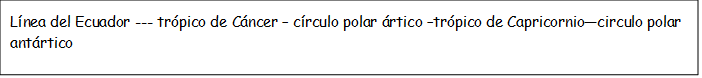 Línea del Ecuador --- trópico de Cáncer – círculo polar ártico –trópico de Capricornio—circulo polar
antártico